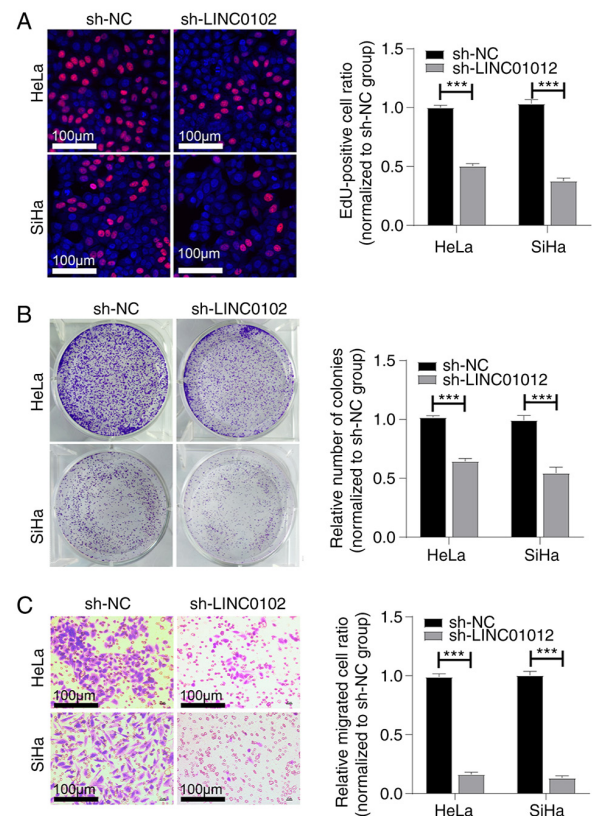 A
sh-NC
sh-LINC0102
HeLa
100μm
100μm
SiHa
100μm
100μm
EdU-positive cell ratio
(normalized to sh-NC group)
1.5
1.0
0.5
0.0
sh-NC
sh-LINC01012
***
***
HeLa
SiHa
B
sh-NC
sh-LINC0102
HeLa
SiHa
Relative number of colonies
(normalized to sh-NC group)
1.5
1.0
0.5
0.0
sh-NC
sh-LINC01012
***
***
HeLa
SiHa
C
sh-NC
sh-LINC0102
HeLa
100μm
100μm
SiHa
100μm
100μm
Relative migrated cell ratio
(normalized to sh-NC group)
1.5
1.0
0.5
0.0
sh-NC
sh-LINC01012
***
***
HeLa
SiHa